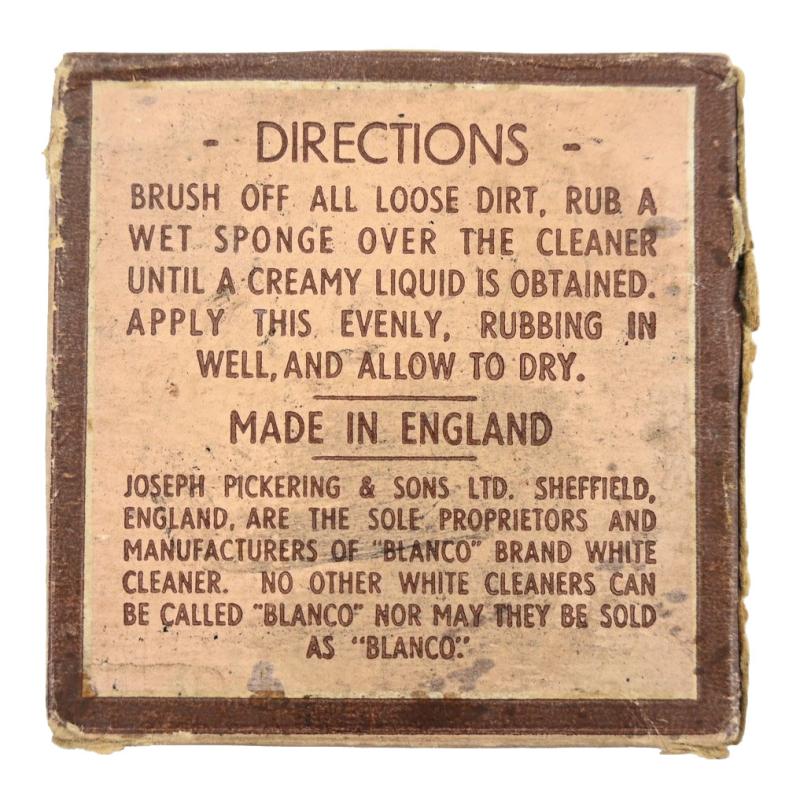 - DIRECTIONS -
BRUSH OFF ALL LOOSE DIRT, RUB A
WET SPONGE OVER THE CLEANER
UNTIL A CREAMY LIQUID IS OBTAINED.
APPLY THIS EVENLY, RUBBING IN
WELL, AND ALLOW TO DRY.
MADE IN ENGLAND
JOSEPH PICKERING & SONS LTD. SHEFFIELD,
ENGLAND, ARE THE SOLE PROPRIETORS AND
MANUFACTURERS OF "BLANCO" BRAND WHITE
CLEANER. NO OTHER WHITE CLEANERS CAN
BE CALLED "BLANCO" NOR MAY THEY BE SOLD
AS "BLANCO".